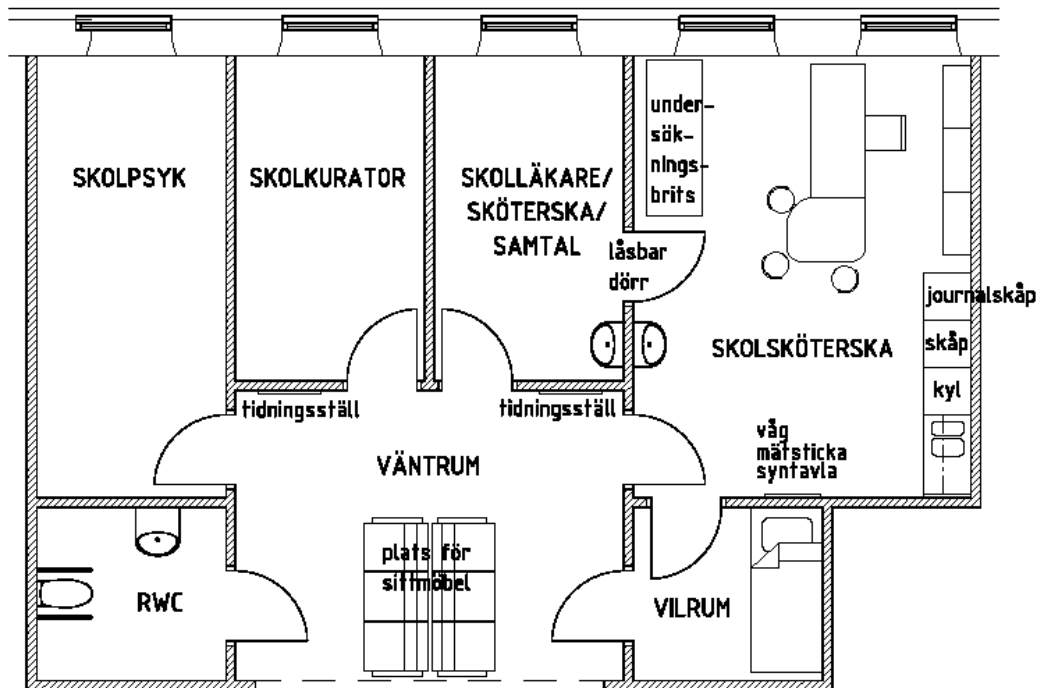 under-
sök-
nings-
brits
SKOLPSYK
SKOLKURATOR
SKOLLÄKARE/
SKÖTERSKA/
SAMTAL
låsbar
dörr
journalskåp
skåp
kyl
SKOLSKÖTERSKA
tidningsställ
tidningsställ
VÄNTRUM
våg
mätsticka
syntavla
plats för
sittmöbel
RWC
VILRUM